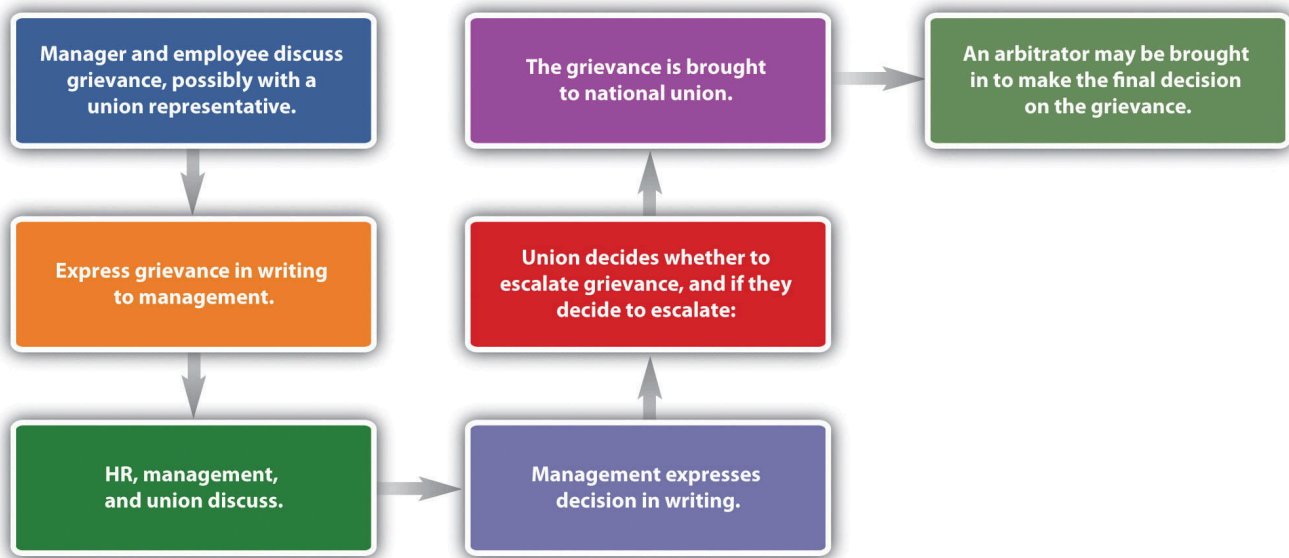 Manager and employee discuss
grievance, possibly with a
union representative.
Express grievance in writing
to management.
HR, management,
and union discuss.
Management expresses
decision in writing.
Union decides whether to
escalate grievance, and if they
decide to escalate:
The grievance is brought
to national union.
An arbitrator may be brought
in to make the final decision
on the grievance.